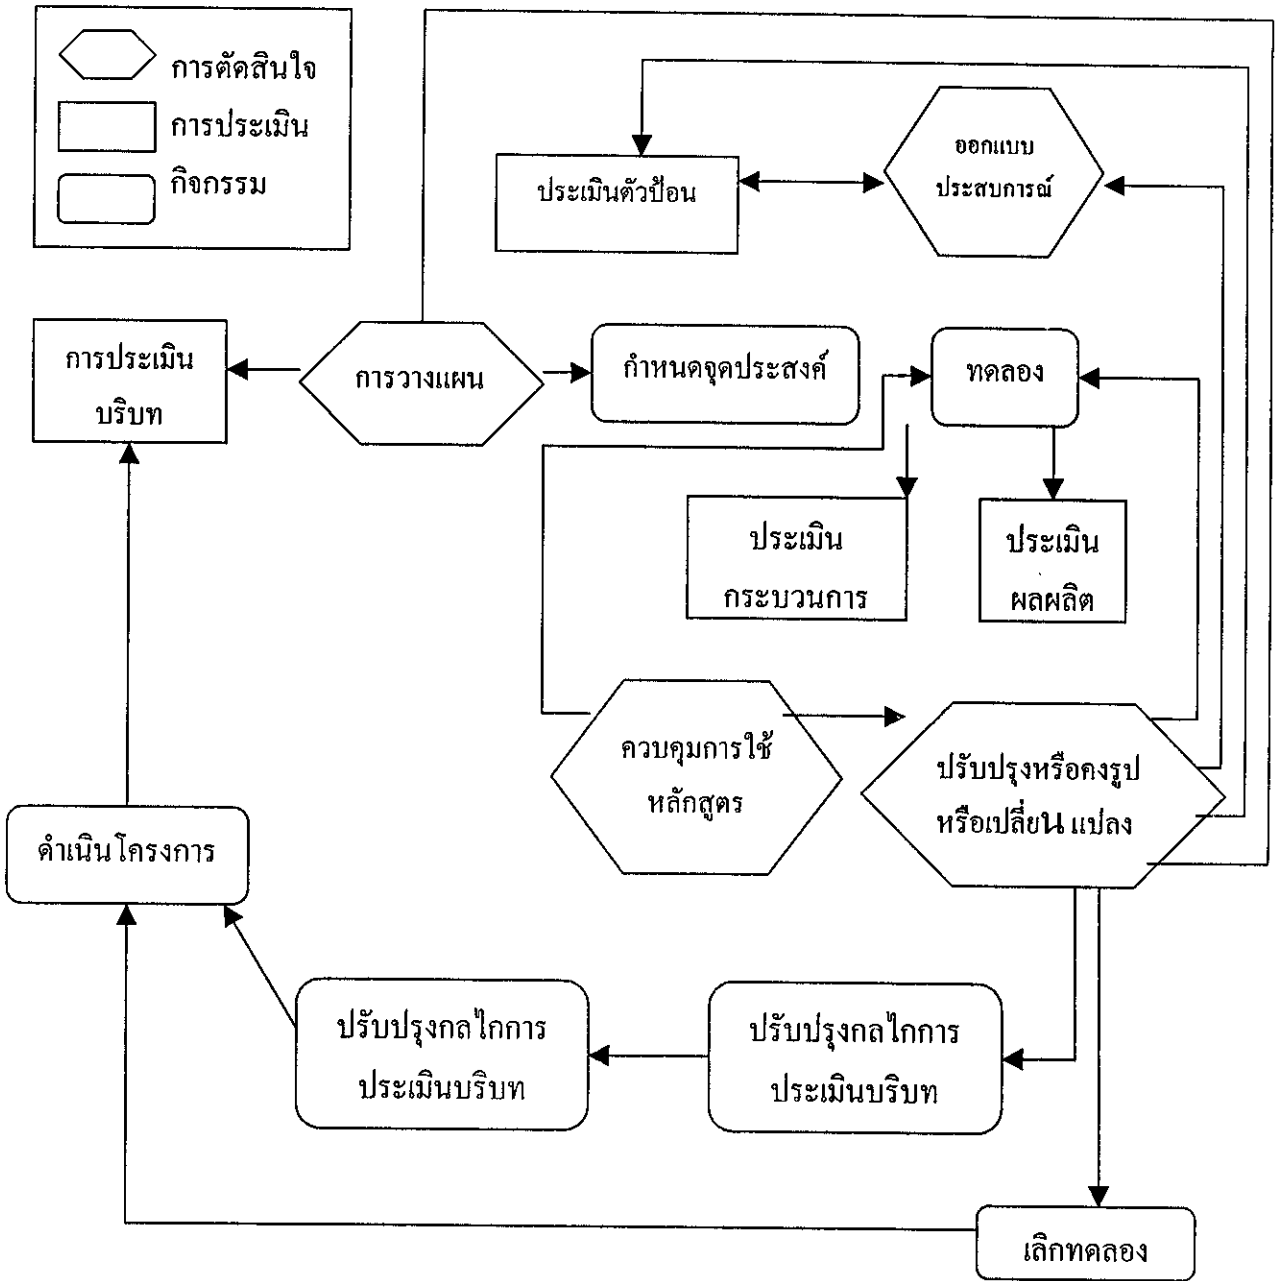 การตัดสินใจ
การประเมิน
กิจกรรม
ประเมินตัวป้อน
ออกแบบ
ประสบการณ์
การประเมิน
บริบท
การวางแผน
กำหนดจุดประสงค์
ทดลอง
ประเมิน
กระบวนการ
ประเมิน
ผลผลิต
ควบคุมการใช้
หลักสูตร
ปรับปรุงหรือคงรูป
หรือเปลี่ยน แปลง
ดำเนินโครงการ
ปรับปรุงกลไกการ
ประเมินบริบท
ปรับปรุงกลไกการ
ประเมินบริบท
เลิกทดลอง